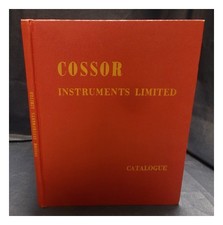 COSSOR
INSTRUMENTS LIMITED
CATALOGUE